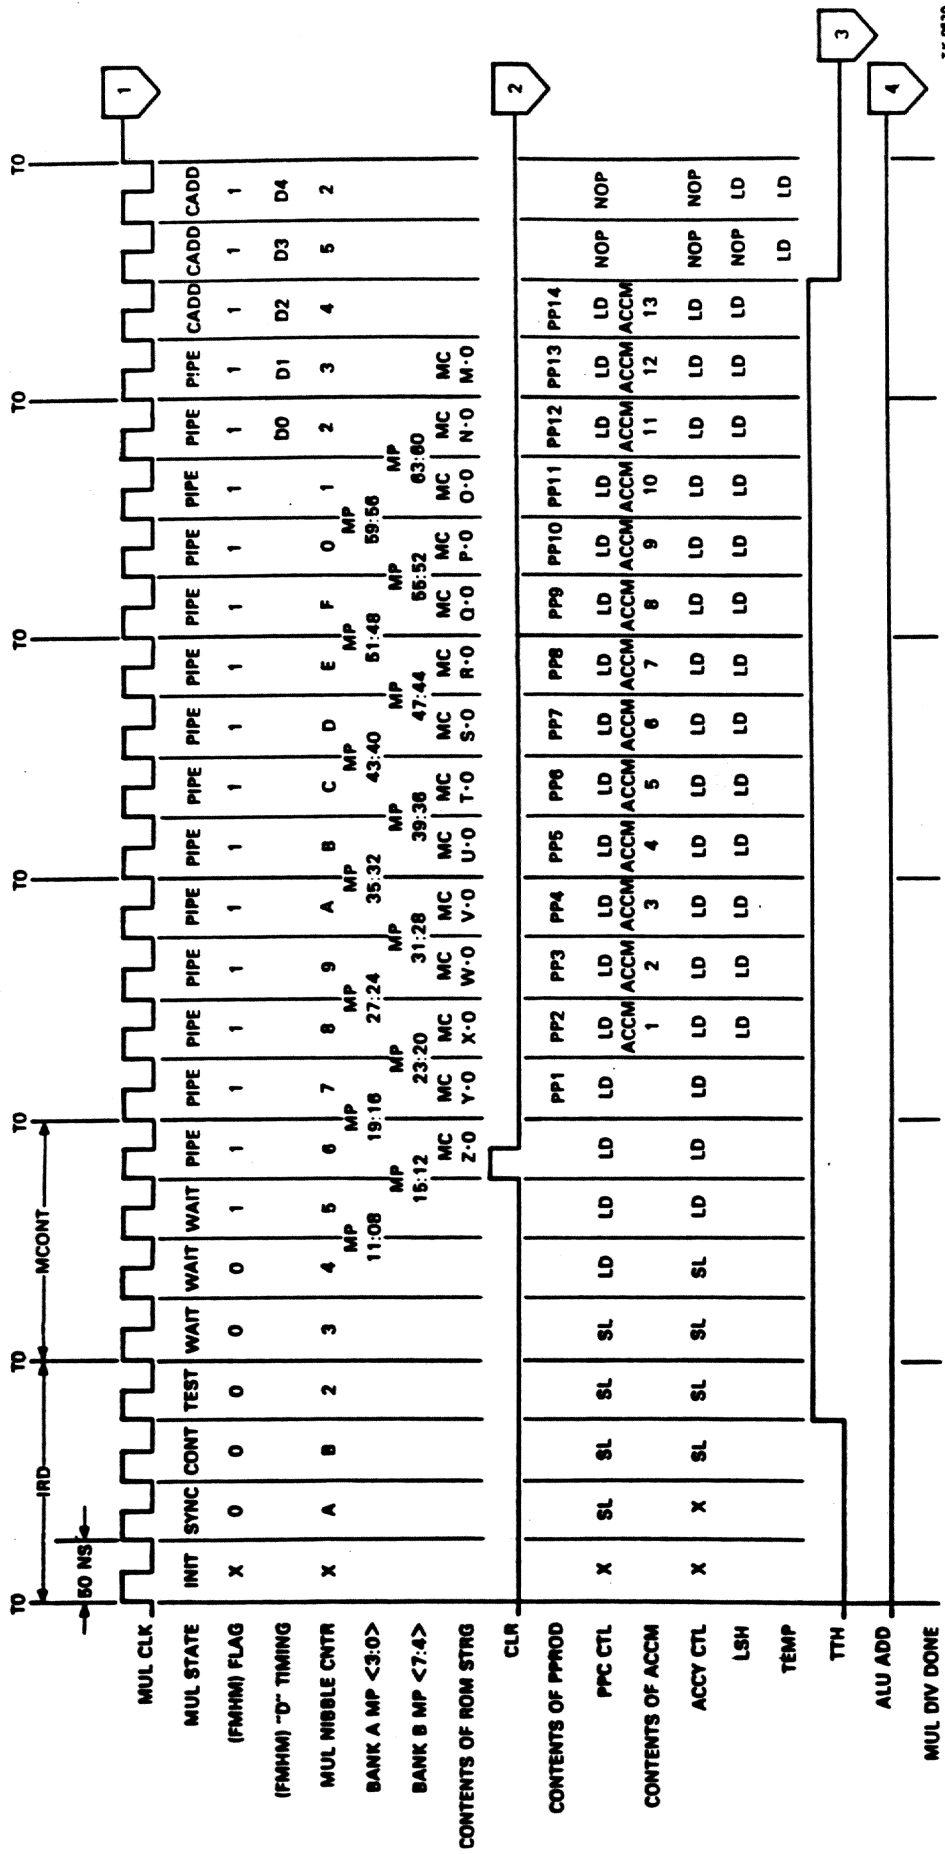 TO TO TO TO TO TO TO
IRD MCONT
50 NS
MUL CLK 1
MUL STATE INIT SYNC CONT TEST WAIT WAIT WAIT PIPE PIPE PIPE PIPE PIPE PIPE PIPE PIPE PIPE PIPE PIPE PIPE PIPE PIPE CADD CADD CADD
(FMHM) FLAG X 0 0 0 0 0 1 1 1 1 1 1 1 1 1 1 1 1 1 1 1 1 1 1
(FMHM) "D" TIMING D0 D1 D2 D3 D4
MUL NIBBLE CNTR X A B 2 3 4 5 6 7 8 9 A B C D E F 0 1 2 3 4 5 2
MP MP MP MP MP MP MP
BANK A MP <3:0> 11:08 19:16 27:24 35:32 43:40 51:48 59:56
MP MP MP MP MP MP MP
BANK B MP <7:4> 15:12 23:20 31:28 39:36 47:44 55:52 63:60
MC MC MC MC MC MC MC MC MC MC MC MC MC MC
CONTENTS OF ROM STRG Z·0 Y·0 X·0 W·0 V·0 U·0 T·0 S·0 R·0 Q·0 P·0 O·0 N·0 M·0
CLR 2
CONTENTS OF PPROD PP1 PP2 PP3 PP4 PP5 PP6 PP7 PP8 PP9 PP10 PP11 PP12 PP13 PP14
PPC CTL X SL SL SL SL LD LD LD LD LD LD LD LD LD LD LD LD LD LD LD LD LD NOP NOP
ACCM ACCM ACCM ACCM ACCM ACCM ACCM ACCM ACCM ACCM ACCM ACCM ACCM
CONTENTS OF ACCM 1 2 3 4 5 6 7 8 9 10 11 12 13
ACCY CTL X X SL SL SL SL LD LD LD LD LD LD LD LD LD LD LD LD LD LD LD LD NOP NOP
LSH LD LD LD LD LD LD LD LD LD LD LD LD LD NOP LD
TEMP LD LD
TTH 3
ALU ADD 4
MUL DIV DONE